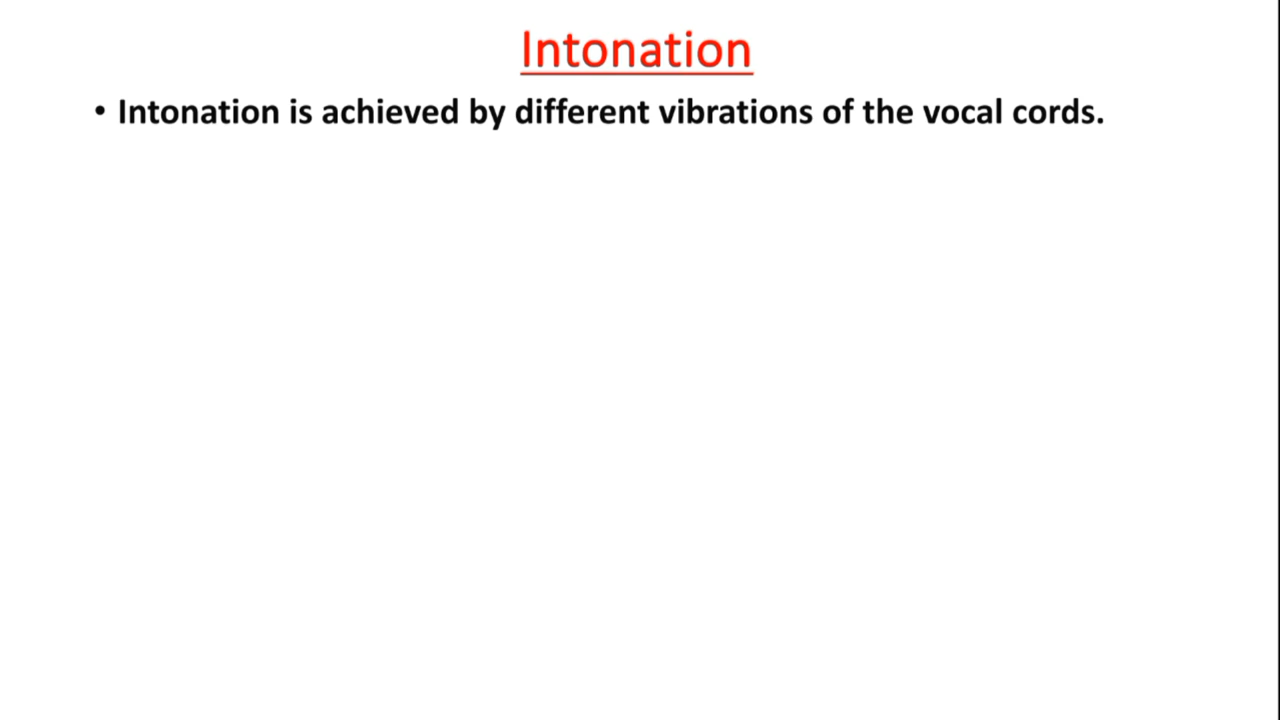 Intonation
• Intonation is achieved by different vibrations of the vocal cords.